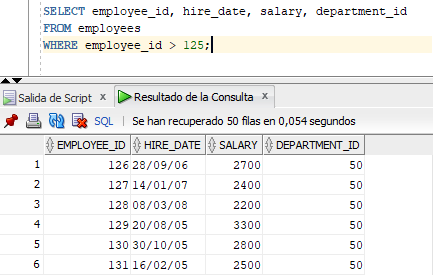 SELECT employee_id, hire_date, salary, department_id
FROM employees
WHERE employee_id > 125;
Salida de Script x Resultado de la Consulta x
SQL | Se han recuperado 50 filas en 0,054 segundos
EMPLOYEE_ID HIRE_DATE SALARY DEPARTMENT_ID
1 126 28/09/06 2700 50
2 127 14/01/07 2400 50
3 128 08/03/08 2200 50
4 129 20/08/05 3300 50
5 130 30/10/05 2800 50
6 131 16/02/05 2500 50